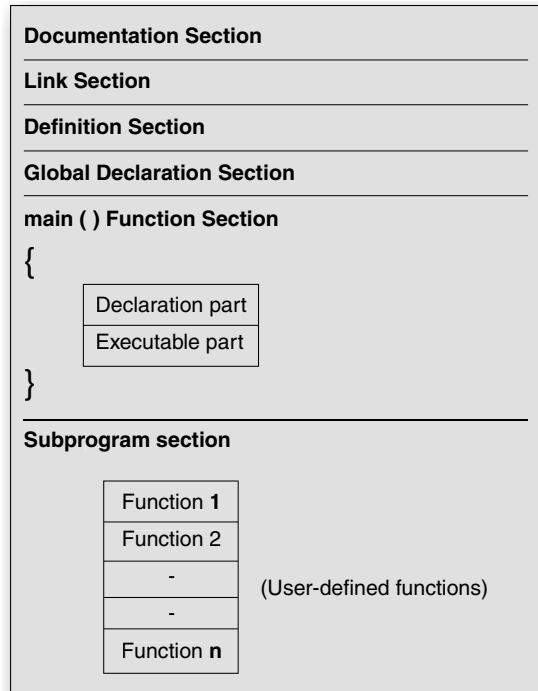 Documentation Section
Link Section
Definition Section
Global Declaration Section
main ( ) Function Section
{
Declaration part
Executable part
}
Subprogram section
Function 1
Function 2
-
-
Function n
(User-defined functions)